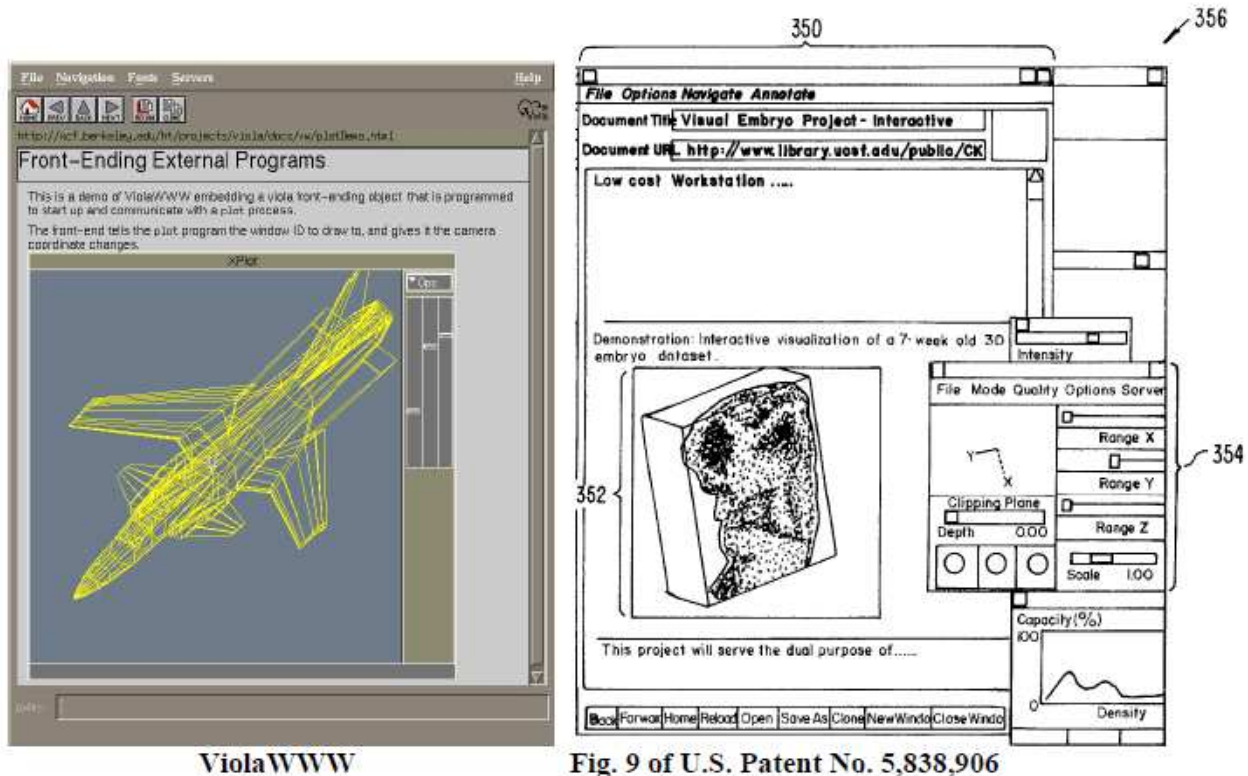 File Navigation Fonts Servers Help
HOME PREV BACK NEXT
http://xcf.berkeley.edu/ht/projects/viola/docs/vw/plotDemo.html
Front-Ending External Programs
This is a demo of ViolaWWW embedding a viola front-ending object that is programmed
to start up and communicate with a plot process.
The front-end tells the plot program the window ID to draw to, and gives it the camera
coordinate changes.
XPlot
Ops
ViolaWWW
350
356
File Options Navigate Annotate
Document Title Visual Embryo Project - Interactive
Document URL http://www.library.ucsf.edu/public/CK
Low cost Workstation .....
Demonstration: Interactive visualization of a 7-week old 3D
embryo dataset.
352
Intensity
File Mode Quality Options Server
Y
X
Range X
Range Y
Range Z
354
Clipping Plane
Depth 0.00
Scale 1.00
Capacity(%)
100
0
Density
This project will serve the dual purpose of......
Back Forwar Home Reload Open Save As Clone New Windo Close Windo
Fig. 9 of U.S. Patent No. 5,838,906